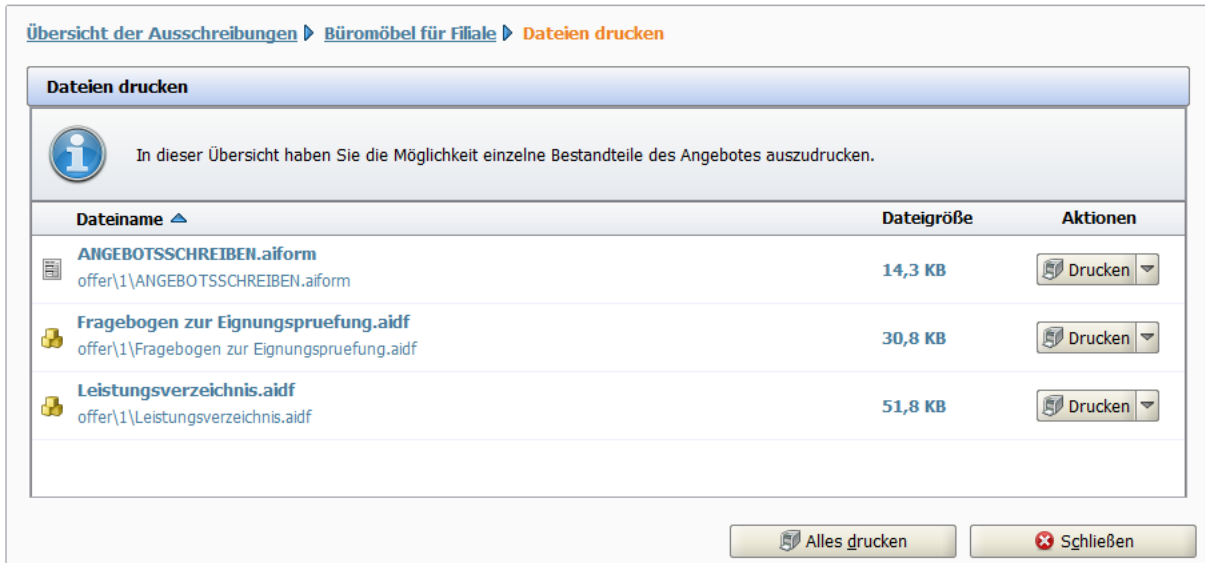 Übersicht der Ausschreibungen Büromöbel für Filiale Dateien drucken
Dateien drucken
In dieser Übersicht haben Sie die Möglichkeit einzelne Bestandteile des Angebotes auszudrucken.
Dateiname Dateigröße Aktionen
ANGEBOTSSCHREIBEN.aiform
offer\1\ANGEBOTSSCHREIBEN.aiform
14,3 KB Drucken
Fragebogen zur Eignungspruefung.aidf
offer\1\Fragebogen zur Eignungspruefung.aidf
30,8 KB Drucken
Leistungsverzeichnis.aidf
offer\1\Leistungsverzeichnis.aidf
51,8 KB Drucken
Alles drucken Schließen